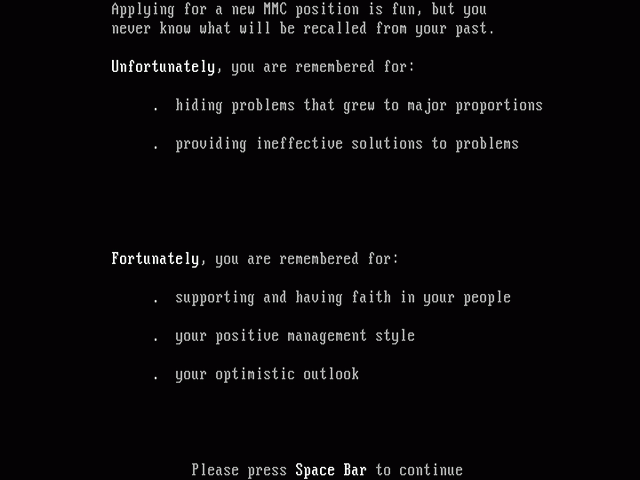 Applying for a new MMC position is fun, but you
never know what will be recalled from your past.
Unfortunately, you are remembered for:
. hiding problems that grew to major proportions
. providing ineffective solutions to problems
Fortunately, you are remembered for:
. supporting and having faith in your people
. your positive management style
. your optimistic outlook
Please press Space Bar to continue